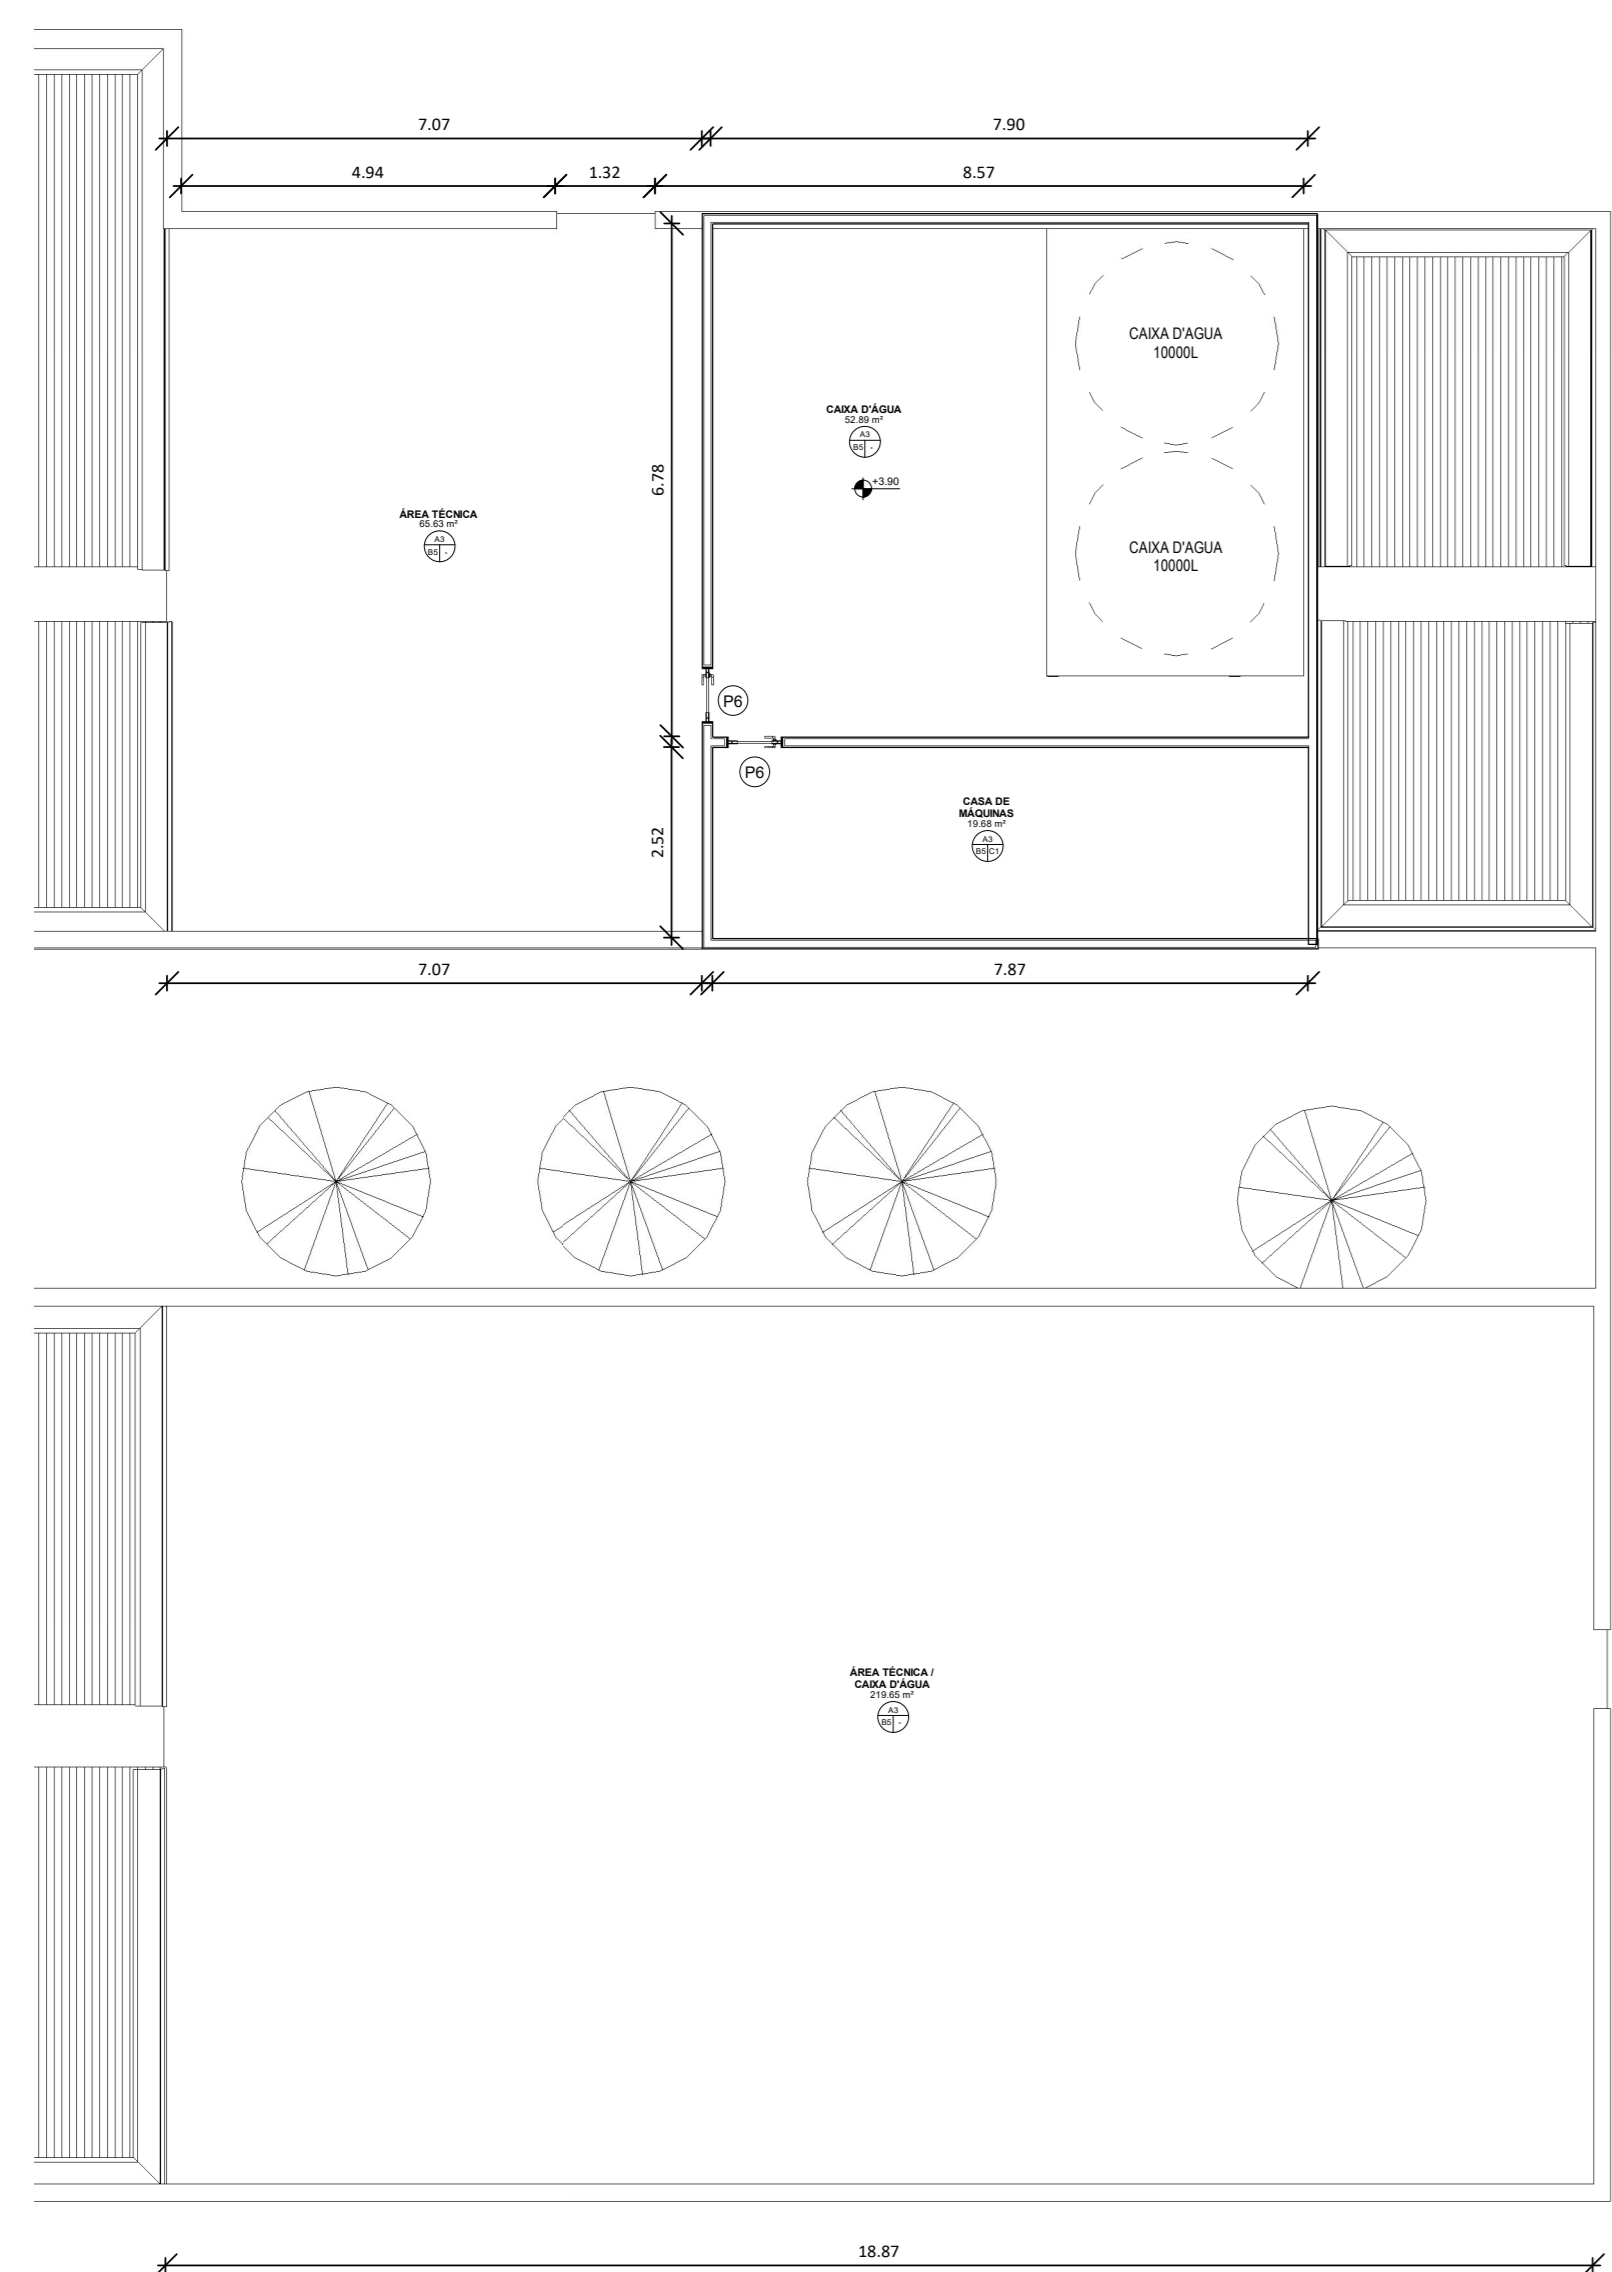 7.07
7.90
4.94
1.32
8.57
CAIXA D'AGUA
10000L
CAIXA D'ÁGUA
52.89 m²
A3
B5 -
+3.90
6.78
ÁREA TÉCNICA
65.63 m²
A3
B5 -
CAIXA D'AGUA
10000L
P6
P6
CASA DE
MÁQUINAS
19.68 m²
A3
B5 C1
2.52
7.07
7.87
ÁREA TÉCNICA /
CAIXA D'ÁGUA
219.65 m²
A3
B5 -
18.87